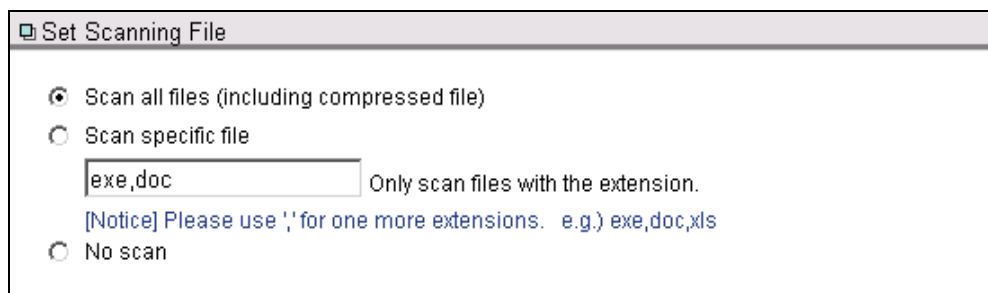 Set Scanning File
Scan all files (including compressed file)
Scan specific file
exe,doc Only scan files with the extension.
[Notice] Please use ',' for one more extensions. e.g.) exe,doc,xls
No scan